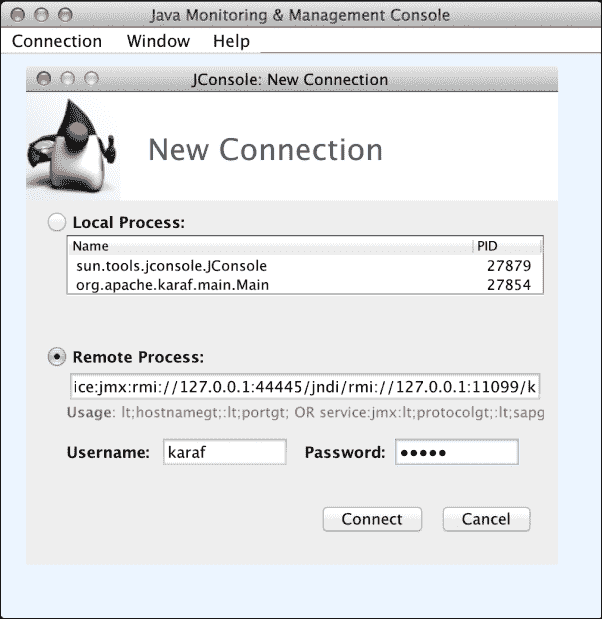 Java Monitoring & Management Console
Connection Window Help
JConsole: New Connection
New Connection
Local Process:
Name PID
sun.tools.jconsole.JConsole 27879
org.apache.karaf.main.Main 27854
Remote Process:
ice:jmx:rmi://127.0.0.1:44445/jndi/rmi://127.0.0.1:11099/k
Usage: lt;hostnamegt;:lt;portgt; OR service:jmx:lt;protocolgt;:lt;sapg
Username: karaf Password: •••••
Connect Cancel